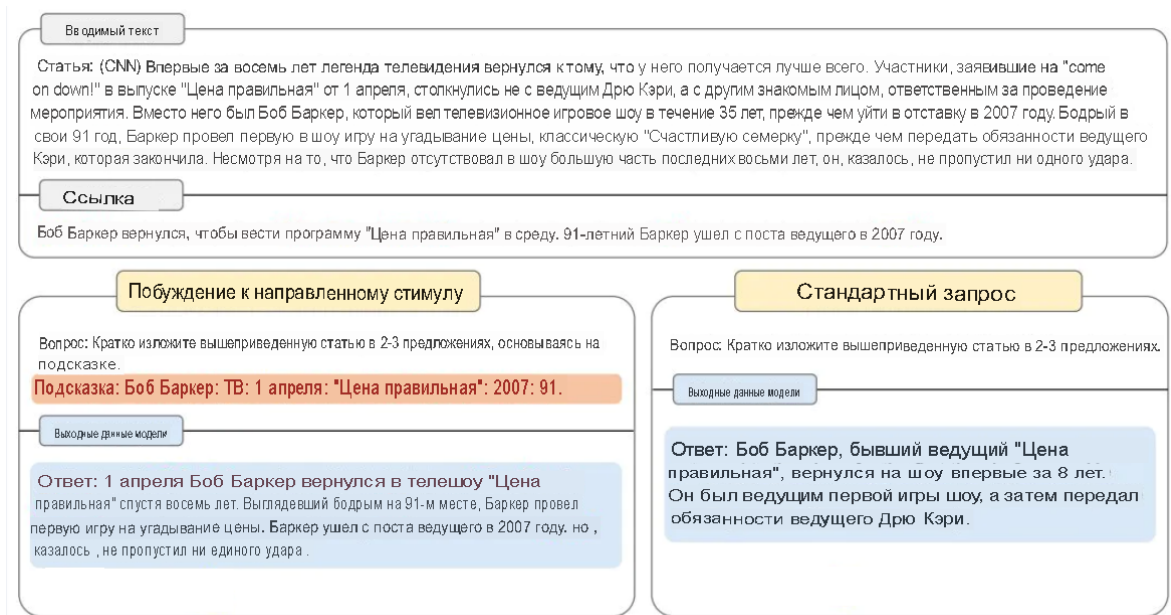 Вводимый текст
Статья: (CNN) Впервые за восемь лет легенда телевидения вернулся к тому, что у него получается лучше всего. Участники, заявившие на "come
on down!" в выпуске "Цена правильная" от 1 апреля, столкнулись не с ведущим Дрю Кэри, а с другим знакомым лицом, ответственным за проведение
мероприятия. Вместо него был Боб Баркер, который вел телевизионное игровое шоу в течение 35 лет, прежде чем уйти в отставку в 2007 году. Бодрый в
свои 91 год, Баркер провел первую в шоу игру на угадывание цены, классическую "Счастливую семерку", прежде чем передать обязанности ведущего
Кэри, которая закончила. Несмотря на то, что Баркер отсутствовал в шоу большую часть последних восьми лет, он, казалось, не пропустил ни одного удара.
Ссылка
Боб Баркер вернулся, чтобы вести программу "Цена правильная" в среду. 91-летний Баркер ушел с поста ведущего в 2007 году.
Побуждение к направленному стимулу
Вопрос: Кратко изложите вышеприведенную статью в 2-3 предложениях, основываясь на
подсказке.
Подсказка: Боб Баркер: ТВ: 1 апреля: "Цена правильная": 2007: 91.
Выходные данные модели
Ответ: 1 апреля Боб Баркер вернулся в телешоу "Цена
правильная" спустя восемь лет. Выглядевший бодрым на 91-м месте, Баркер провел
первую игру на угадывание цены. Баркер ушел с поста ведущего в 2007 году. но ,
казалось , не пропустил ни единого удара .
Стандартный запрос
Вопрос: Кратко изложите вышеприведенную статью в 2-3 предложениях.
Выходные данные модели
Ответ: Боб Баркер, бывший ведущий "Цена
правильная", вернулся на шоу впервые за 8 лет.
Он был ведущим первой игры шоу, а затем передал
обязанности ведущего Дрю Кэри.